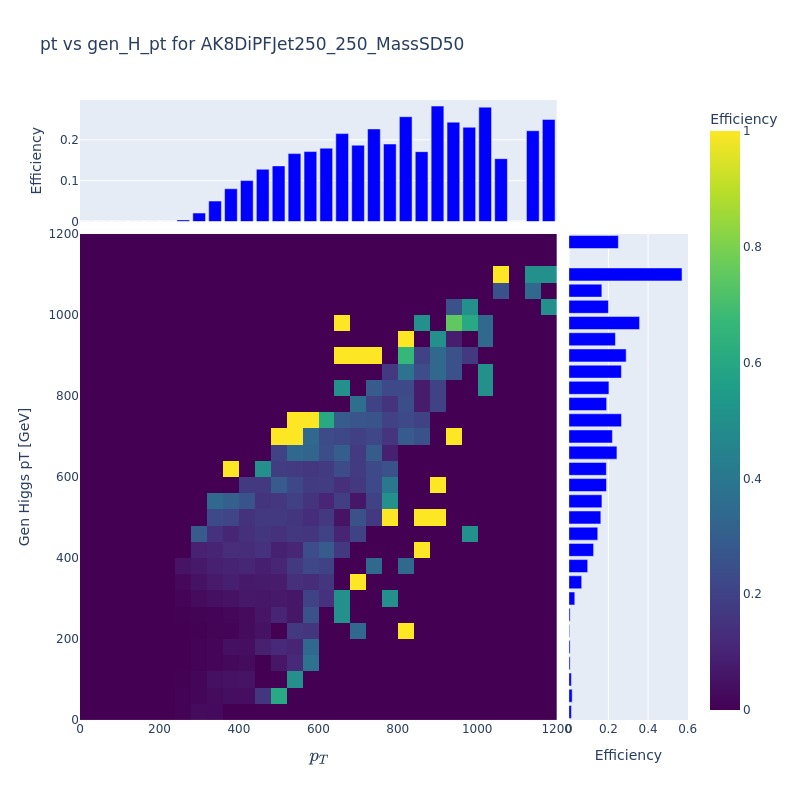 pt vs gen_H_pt for AK8DiPFJet250_250_MassSD50
Efficiency
0.2
0.1
0
Efficiency
1
0.8
0.6
0.4
0.2
0
Gen Higgs pT [GeV]
1200
1000
800
600
400
200
0
0 200 400 600 800 1000 1200
p_T
0 0.2 0.4 0.6
Efficiency